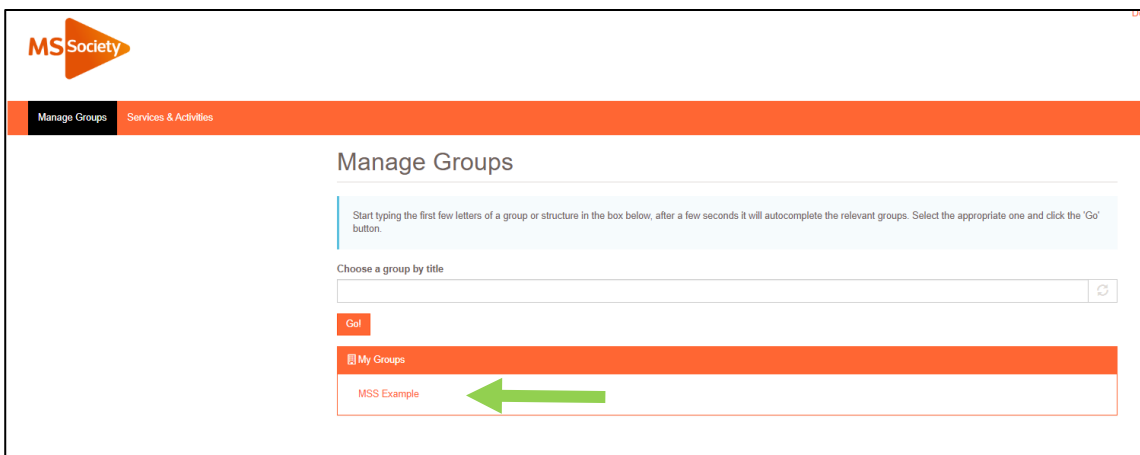 MS Society
Manage Groups Services & Activities
Manage Groups
Start typing the first few letters of a group or structure in the box below, after a few seconds it will autocomplete the relevant groups. Select the appropriate one and click the 'Go'
button.
Choose a group by title
Go!
My Groups
MSS Example